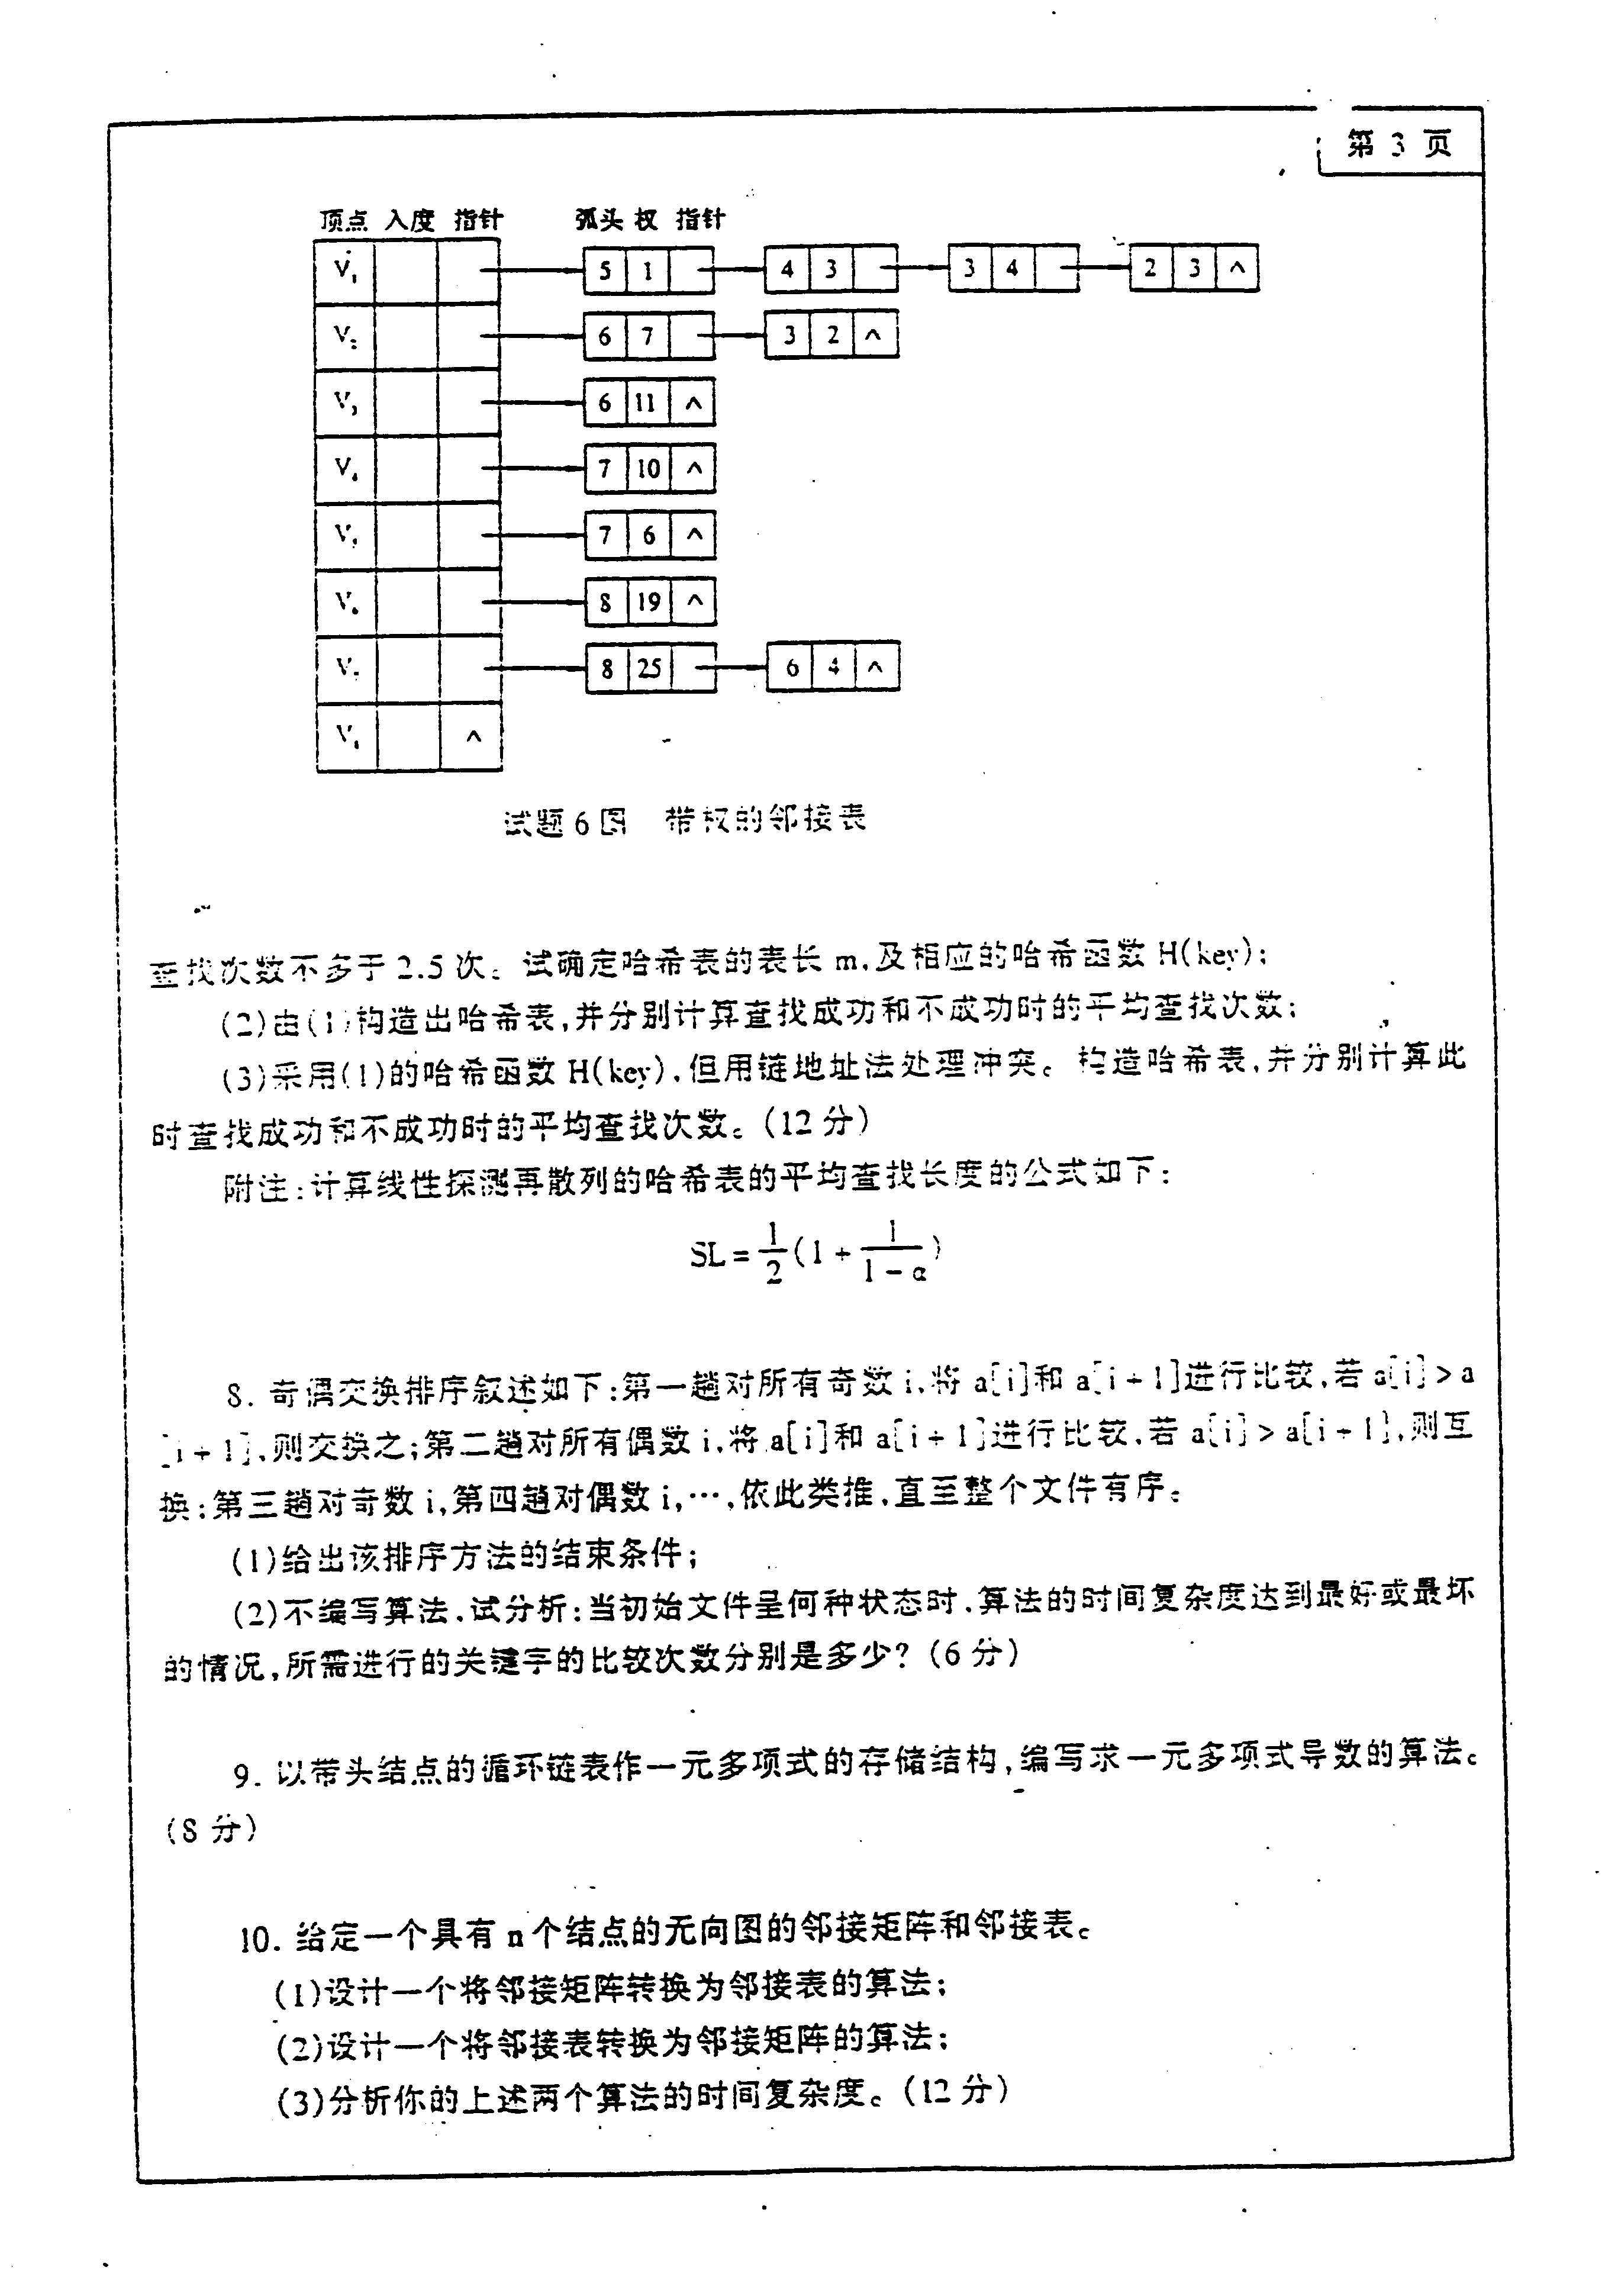 第 3 页
顶点 入度 指针 弧头 权 指针
V₁ 5 1 4 3 3 4 2 3 ∧
V₂ 6 7 3 2 ∧
V₃ 6 11 ∧
V₄ 7 10 ∧
V 7 6 ∧
V 8 19 ∧
V 8 25 6 4 ∧
V ∧
试题6图 带权的邻接表
查找次数不多于2.5次。试确定哈希表的表长m,及相应的哈希函数H(key);
(2)由(1)构造出哈希表,并分别计算查找成功和不成功时的平均查找次数;
(3)采用(1)的哈希函数H(key),但用链地址法处理冲突。构造哈希表,并分别计算此
时查找成功和不成功时的平均查找次数。(12分)
附注:计算线性探测再散列的哈希表的平均查找长度的公式如下:
SL=1/2(1+1/(1-α))
8. 奇偶交换排序叙述如下:第一趟对所有奇数i,将a[i]和a[i+1]进行比较,若a[i]>a
[i+1],则交换之;第二趟对所有偶数i,将a[i]和a[i+1]进行比较,若a[i]>a[i+1],则互
换;第三趟对奇数i,第四趟对偶数i,…,依此类推,直至整个文件有序。
(1)给出该排序方法的结束条件;
(2)不编写算法,试分析:当初始文件呈何种状态时,算法的时间复杂度达到最好或最坏
的情况,所需进行的关键字的比较次数分别是多少?(6分)
9. 以带头结点的循环链表作一元多项式的存储结构,编写求一元多项式导数的算法。
(8分)
10. 给定一个具有n个结点的无向图的邻接矩阵和邻接表。
(1)设计一个将邻接矩阵转换为邻接表的算法;
(2)设计一个将邻接表转换为邻接矩阵的算法;
(3)分析你的上述两个算法的时间复杂度。(12分)